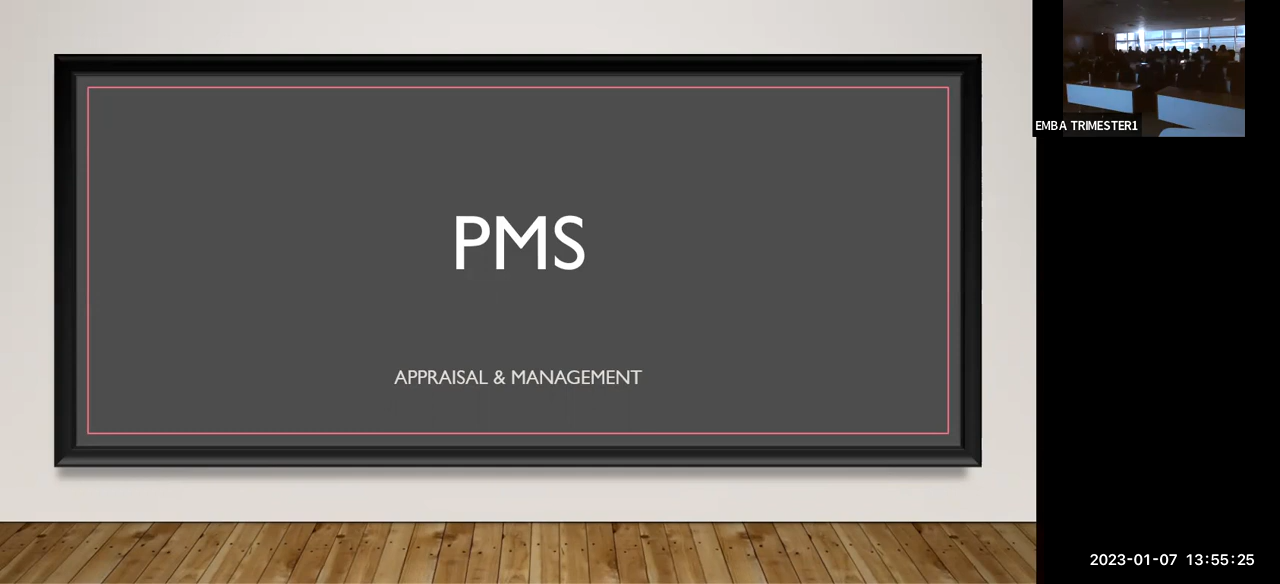 PMS
APPRAISAL & MANAGEMENT
EMBA TRIMESTER1
2023-01-07 13:55:25